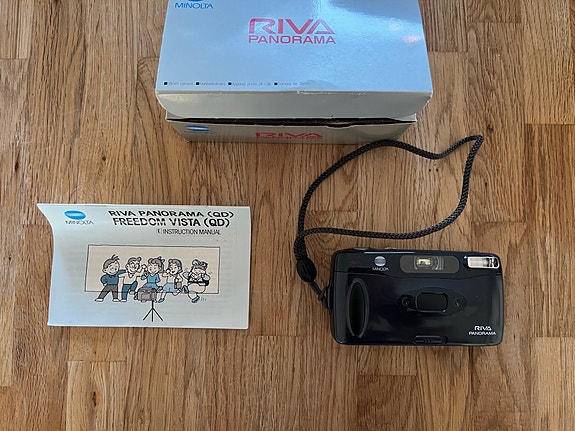 MINOLTA
RIVA
PANORAMA
RIVA
MINOLTA
RIVA PANORAMA (QD)
FREEDOM VISTA (QD)
INSTRUCTION MANUAL
MINOLTA
RIVA
PANORAMA